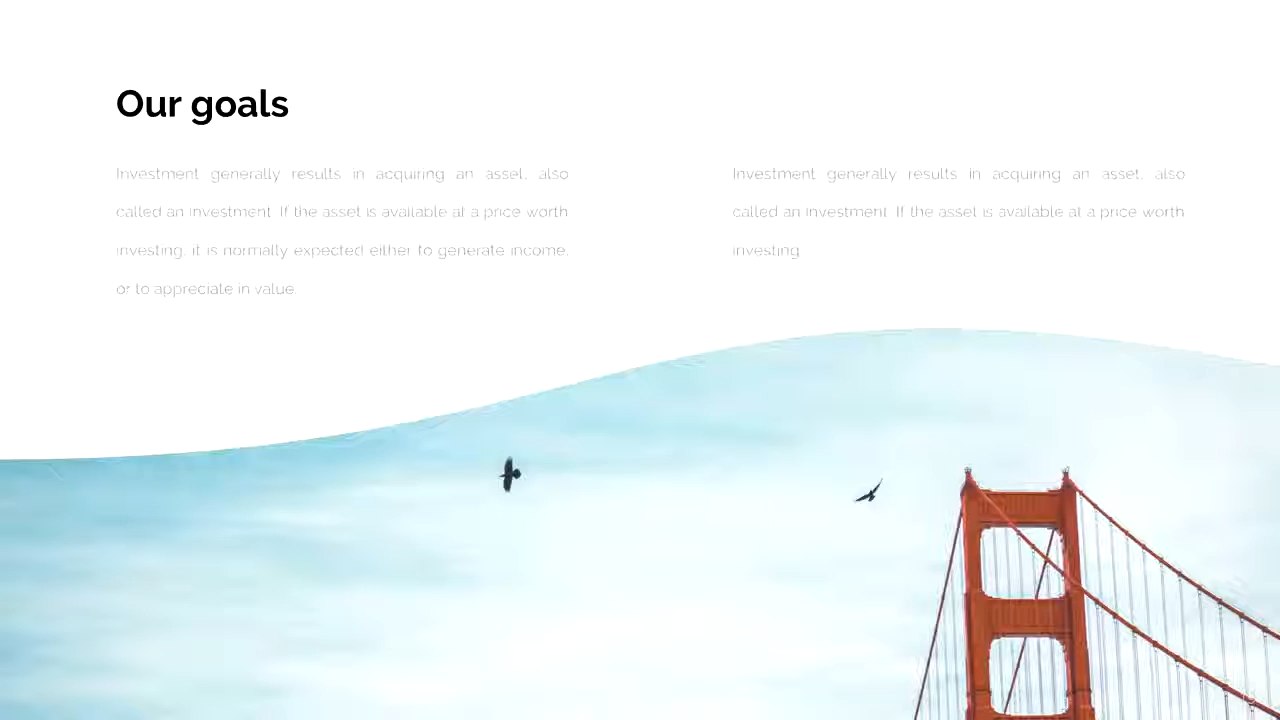 Our goals
Investment generally results in acquiring an asset, also
called an investment. If the asset is available at a price worth
investing, it is normally expected either to generate income,
or to appreciate in value.
Investment generally results in acquiring an asset, also
called an investment. If the asset is available at a price worth
investing.